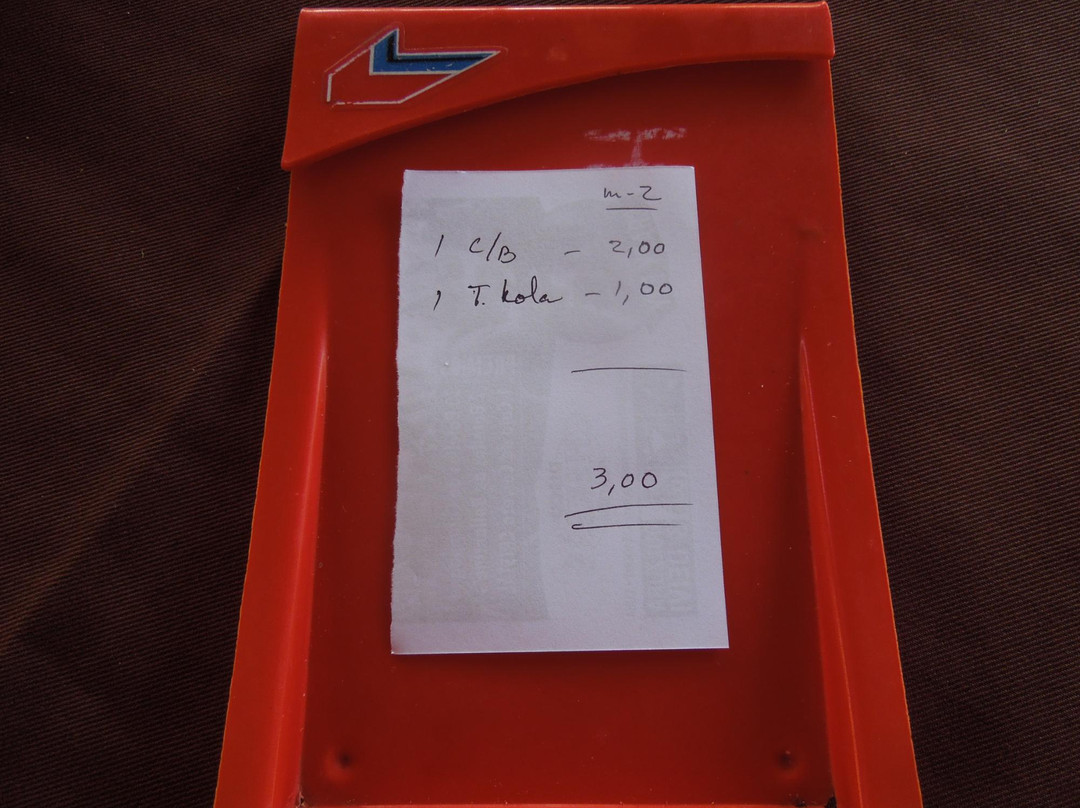 m-2
1 C/B - 2,00
1 T. kola - 1,00
3,00